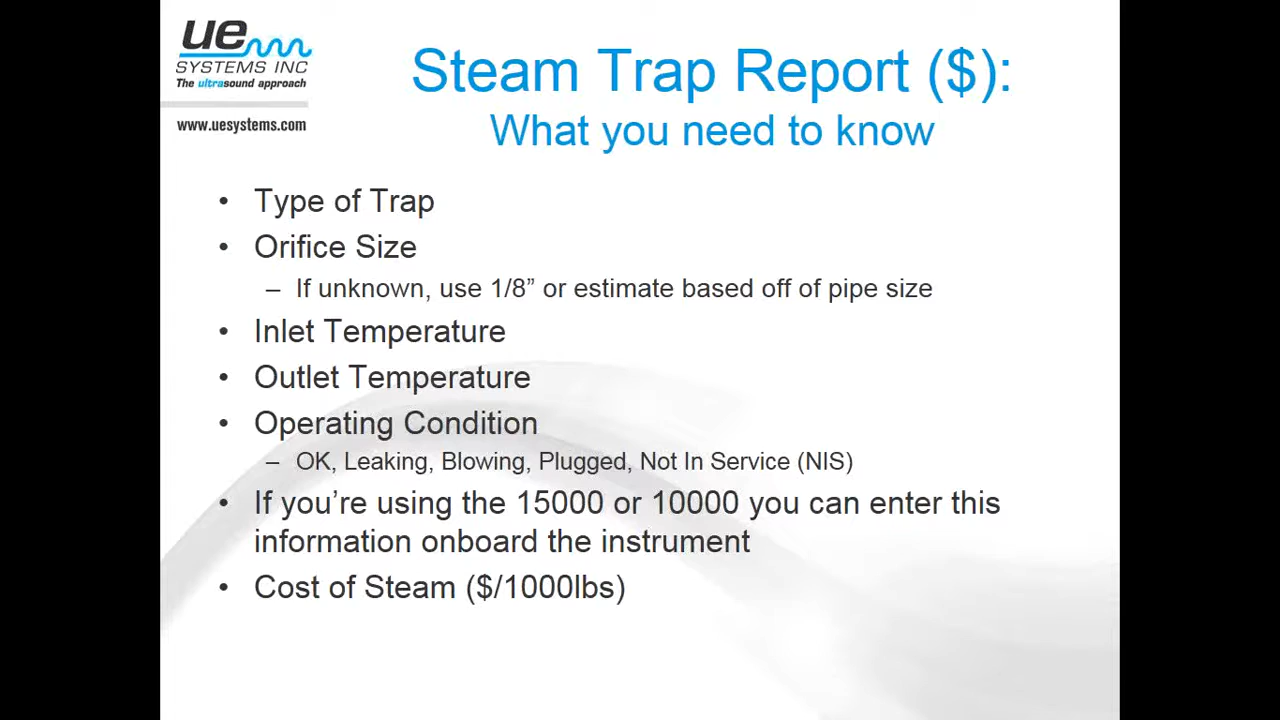 ue
SYSTEMS INC
The ultrasound approach
www.uesystems.com
Steam Trap Report ($):
What you need to know
• Type of Trap
• Orifice Size
– If unknown, use 1/8” or estimate based off of pipe size
• Inlet Temperature
• Outlet Temperature
• Operating Condition
– OK, Leaking, Blowing, Plugged, Not In Service (NIS)
• If you’re using the 15000 or 10000 you can enter this
information onboard the instrument
• Cost of Steam ($/1000lbs)